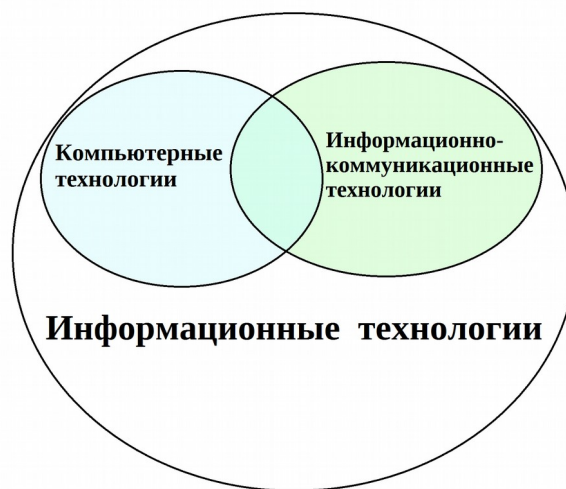 Компьютерные
технологии
Информационно-
коммуникационные
технологии
Информационные технологии